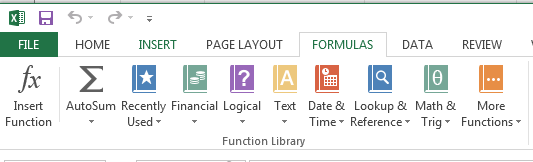 FILE HOME INSERT PAGE LAYOUT FORMULAS DATA REVIEW
fx Σ ? A θ
Insert AutoSum Recently Financial Logical Text Date & Lookup & Math & More
Function Used Time Reference Trig Functions
Function Library